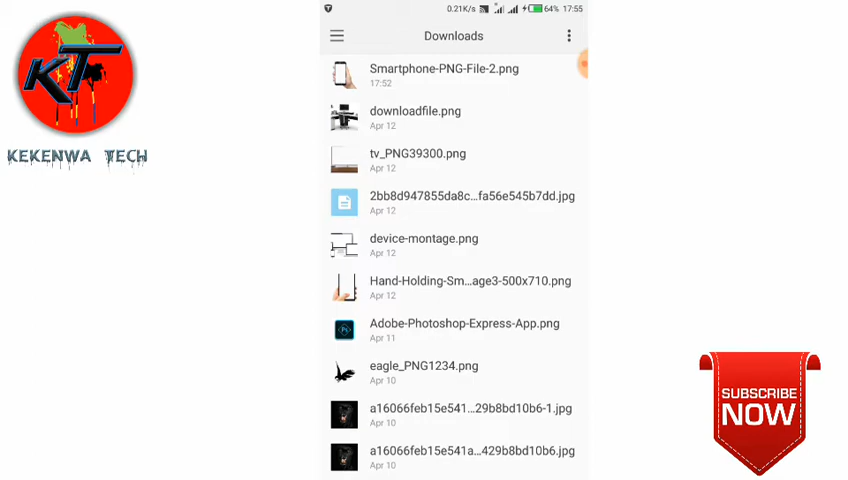 0.21K/s 64% 17:55
KT
KEKENWA TECH
Downloads
Smartphone-PNG-File-2.png
17:52
downloadfile.png
Apr 12
tv_PNG39300.png
Apr 12
2bb8d947855da8c...fa56e545b7dd.jpg
Apr 12
device-montage.png
Apr 12
Hand-Holding-Sm...age3-500x710.png
Apr 12
Ps
Adobe-Photoshop-Express-App.png
Apr 11
eagle_PNG1234.png
Apr 10
a16066feb15e541...29b8bd10b6-1.jpg
Apr 10
a16066feb15e541a...429b8bd10b6.jpg
Apr 10
SUBSCRIBE
NOW